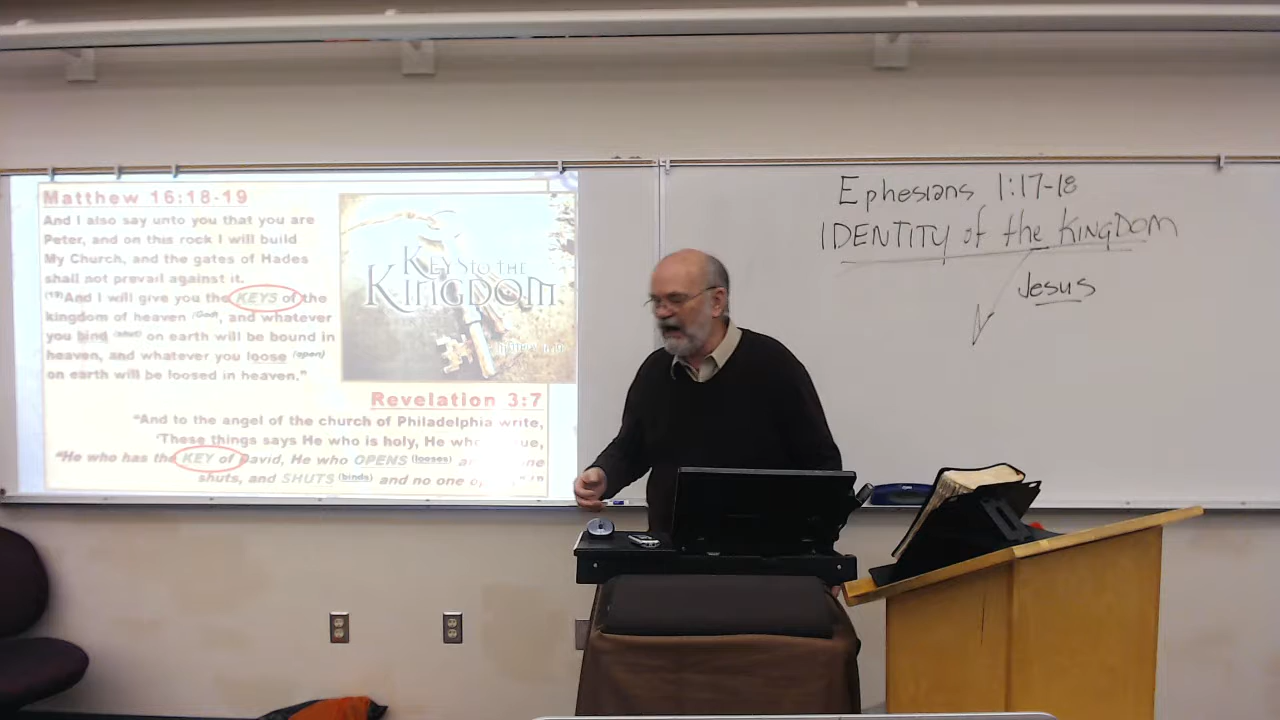 Matthew 16:18-19
And I also say unto you that you are
Peter, and on this rock I will build
My Church, and the gates of Hades
shall not prevail against it.
(19)And I will give you the KEYS of the
kingdom of heaven (God), and whatever
you bind (shut) on earth will be bound in
heaven, and whatever you loose (open)
on earth will be loosed in heaven,"
KEYS TO THE
KINGDOM
Revelation 3:7
"And to the angel of the church of Philadelphia write,
'These things says He who is holy, He who
"He who has the KEY of David, He who OPENS (looses)
shuts, and SHUTS (binds) and no one
Ephesians 1:17-18
IDENTITY of the KINGDOM
Jesus